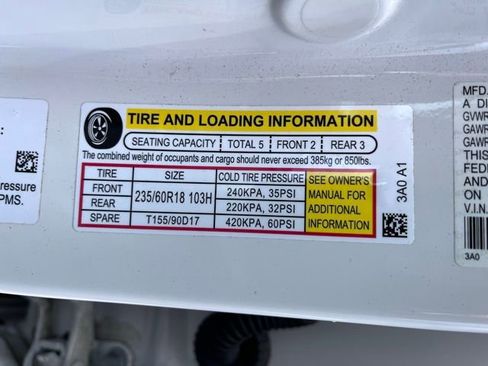 TIRE AND LOADING INFORMATION
SEATING CAPACITY TOTAL 5 FRONT 2 REAR 3
The combined weight of occupants and cargo should never exceed 385kg or 850lbs.
TIRE SIZE COLD TIRE PRESSURE
FRONT 235/60R18 103H 240KPA, 35PSI
REAR 220KPA, 32PSI
SPARE T155/90D17 420KPA, 60PSI
SEE OWNER'S
MANUAL FOR
ADDITIONAL
INFORMATION
3A0 A1
ressure
PMS.
MFD.
A DI
GVWR
GAWR
GAWR
THIS
FEDE
AND
ON
V.I.N.
3A0